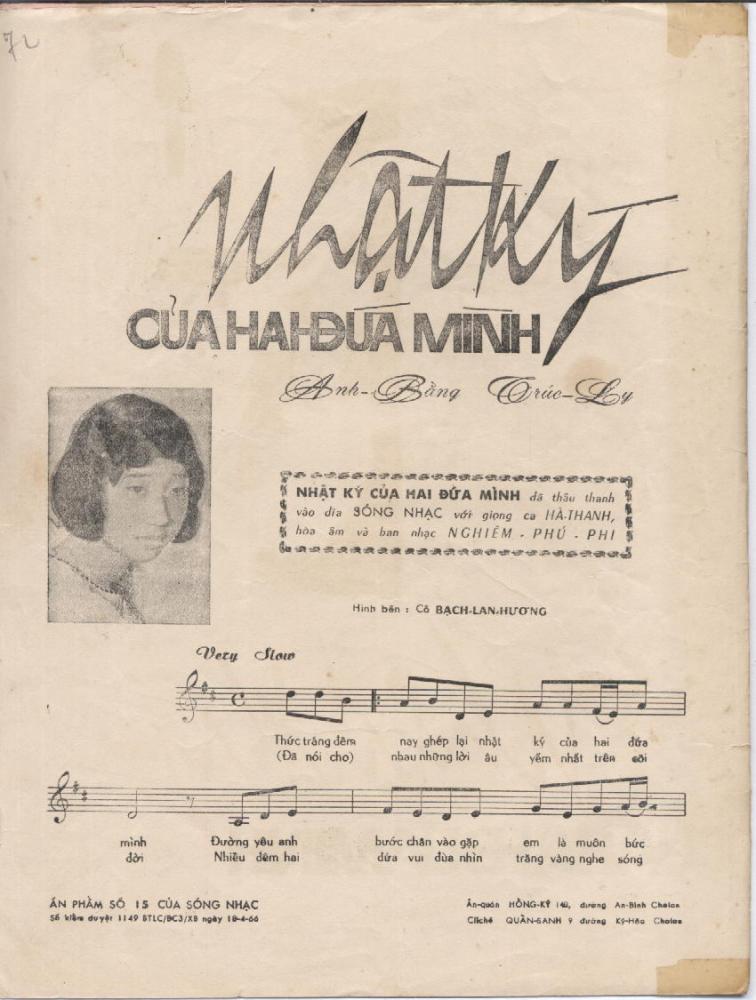 72
Nhật Ký
CỦA HAI-ĐỨA MÌNH
Anh-Bằng Trúc-Ly
NHẬT KÝ CỦA HAI ĐỨA MÌNH đã thâu thanh
vào dĩa SÓNG NHẠC với giọng ca HÀ-THANH,
hòa âm và ban nhạc NGHIÊM - PHÚ - PHI
Hình bên : Cô BẠCH-LAN-HƯƠNG
Very Slow
Thức trắng đêm nay ghép lại nhật ký của hai đứa
(Đã nói cho) nhau những lời âu yếm nhất trên cõi
mình Đường yêu anh bước chân vào gặp em là muôn bức
đời Nhiều đêm hai đứa vui đùa nhìn trăng vàng nghe sóng
ẤN PHẨM SỐ 15 CỦA SÓNG NHẠC
Số kiểm duyệt 1149 BTLC/BC3/XB ngày 18-4-66
Ấn-quán HỒNG-KỶ 140, đường An-Bình Cholon
Cliché QUẦN-SANH 9 đường Ký-Hòa Cholon